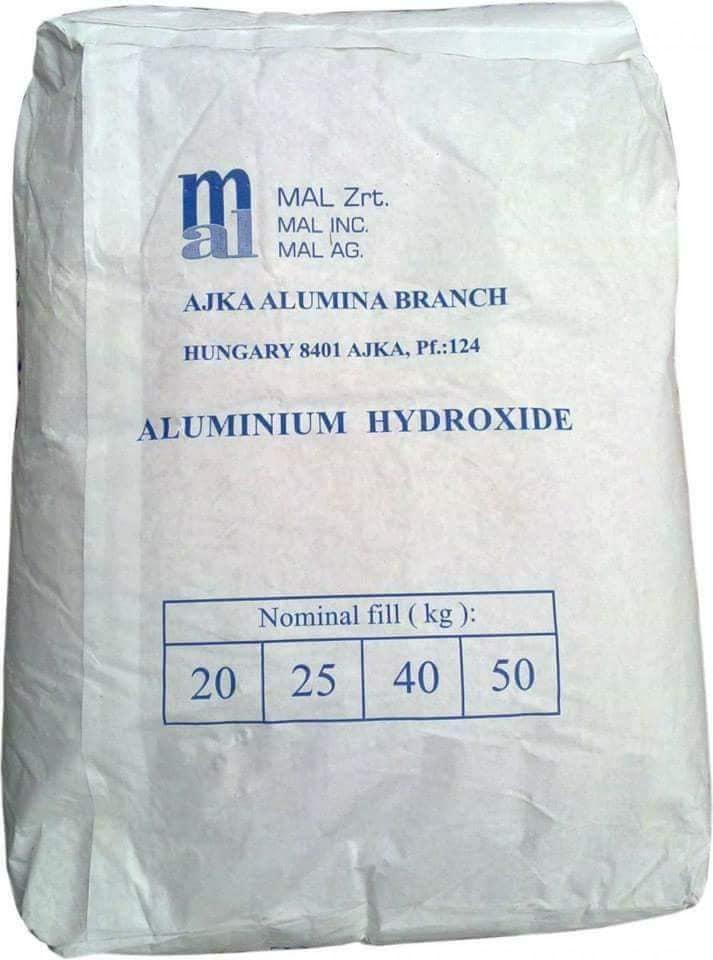 mal
MAL Zrt.
MAL INC.
MAL AG.
AJKA ALUMINA BRANCH
HUNGARY 8401 AJKA, Pf.:124
ALUMINIUM HYDROXIDE
Nominal fill ( kg ):
20 25 40 50